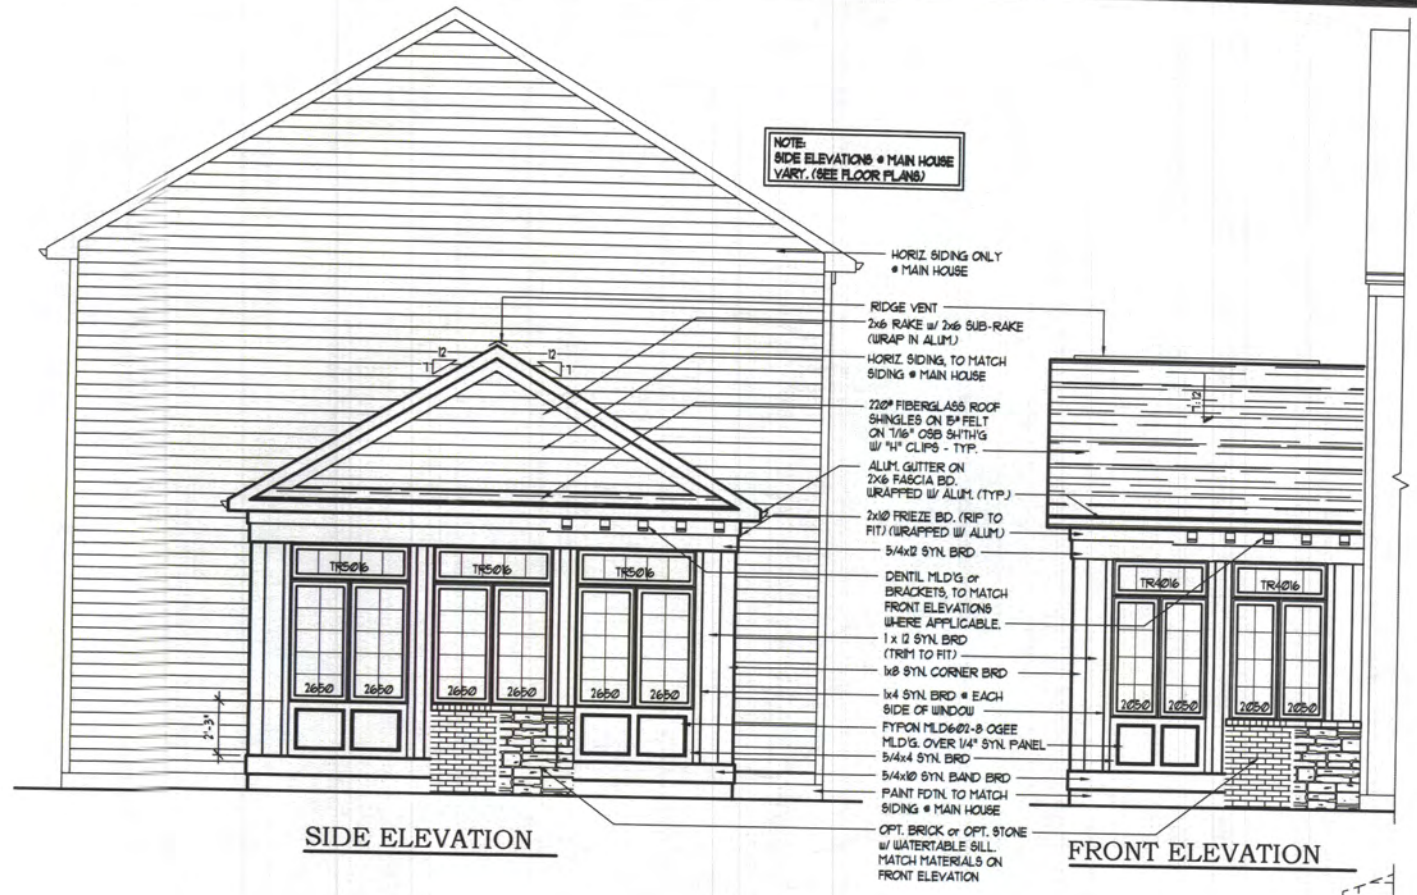 NOTE:
SIDE ELEVATIONS @ MAIN HOUSE
VARY. (SEE FLOOR PLANS)
HORIZ. SIDING ONLY
@ MAIN HOUSE
RIDGE VENT
2x6 RAKE w/ 2x6 SUB-RAKE
(WRAP IN ALUM.)
HORIZ. SIDING, TO MATCH
SIDING @ MAIN HOUSE
220# FIBERGLASS ROOF
SHINGLES ON 15# FELT
ON 7/16" OSB SH'TH'G
W/ "H" CLIPS - TYP.
ALUM. GUTTER ON
2X6 FASCIA BD.
WRAPPED W/ ALUM. (TYP.)
2x10 FRIEZE BD. (RIP TO
FIT) (WRAPPED W/ ALUM.)
5/4x12 SYN. BRD
DENTIL MLD'G or
BRACKETS, TO MATCH
FRONT ELEVATIONS
WHERE APPLICABLE.
1 x 12 SYN. BRD
(TRIM TO FIT)
1x8 SYN. CORNER BRD
1x4 SYN. BRD @ EACH
SIDE OF WINDOW
FYPON MLD602-8 OGEE
MLD'G. OVER 1/4" SYN. PANEL
5/4x4 SYN. BRD
5/4x10 SYN. BAND BRD
PAINT FDTN. TO MATCH
SIDING @ MAIN HOUSE
OPT. BRICK or OPT. STONE
w/ WATERTABLE SILL.
MATCH MATERIALS ON
FRONT ELEVATION
12
7
12
7
TR5016
TR5016
TR5016
2650
2650
2650
2650
2650
2650
2'-3"
SIDE ELEVATION
7:12
TR4016
TR4016
2050
2050
2050
2050
FRONT ELEVATION